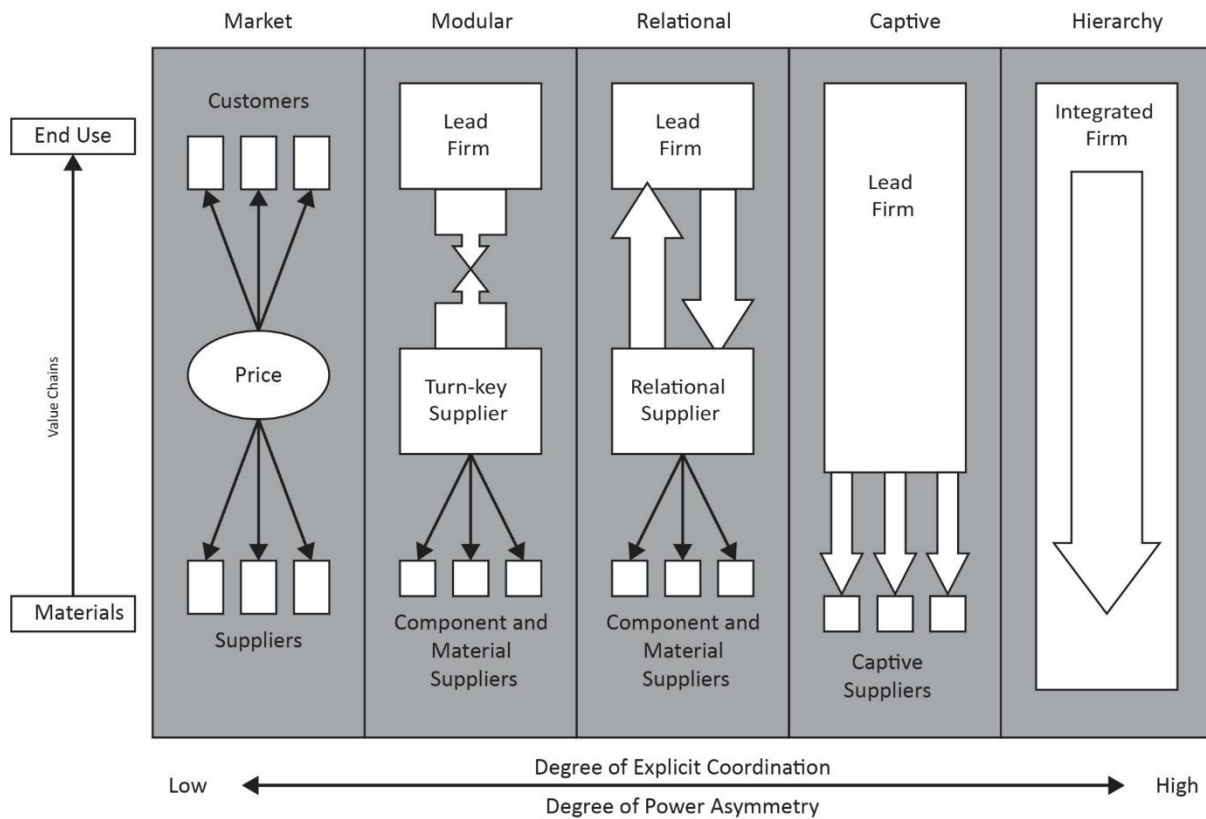 Market
Modular
Relational
Captive
Hierarchy
End Use
Value Chains
Materials
Customers
Price
Suppliers
Lead
Firm
Turn-key
Supplier
Component and
Material
Suppliers
Lead
Firm
Relational
Supplier
Component and
Material
Suppliers
Lead
Firm
Captive
Suppliers
Integrated
Firm
Low
Degree of Explicit Coordination
Degree of Power Asymmetry
High